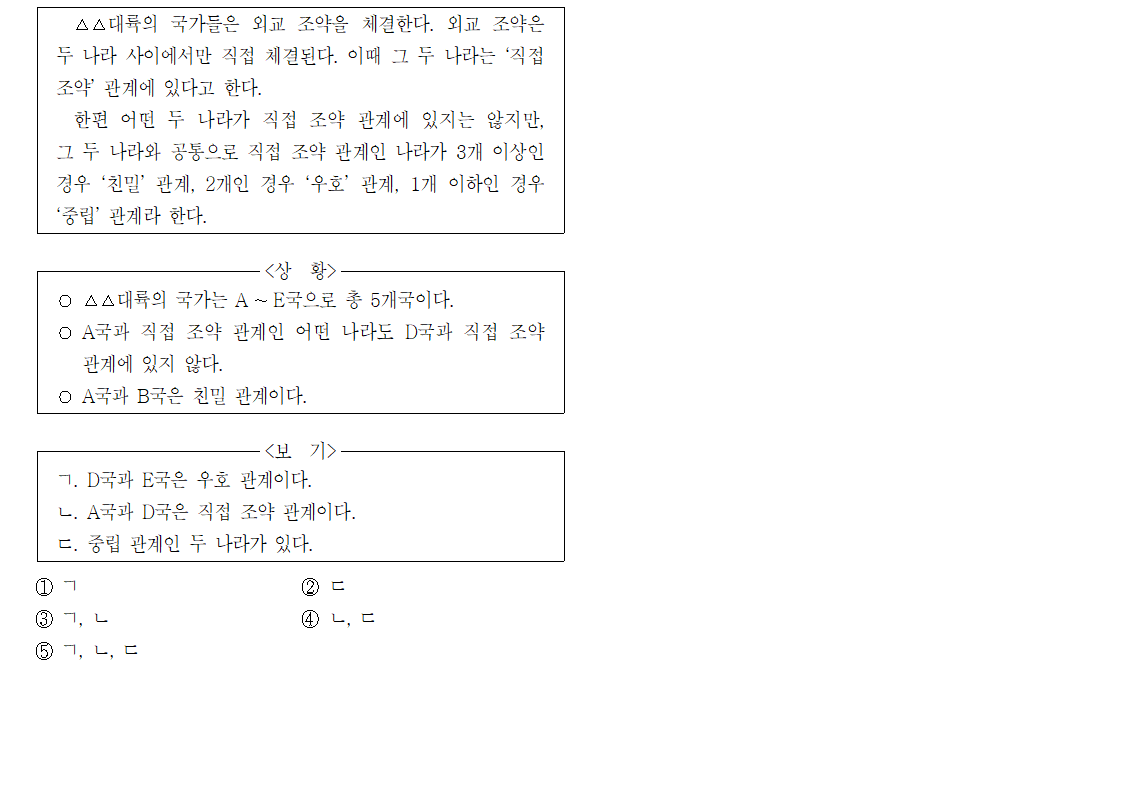 △△대륙의 국가들은 외교 조약을 체결한다. 외교 조약은
두 나라 사이에서만 직접 체결된다. 이때 그 두 나라는 ‘직접
조약’ 관계에 있다고 한다.
한편 어떤 두 나라가 직접 조약 관계에 있지는 않지만,
그 두 나라와 공통으로 직접 조약 관계인 나라가 3개 이상인
경우 ‘친밀’ 관계, 2개인 경우 ‘우호’ 관계, 1개 이하인 경우
‘중립’ 관계라 한다.
<상 황>
○ △△대륙의 국가는 A ~ E국으로 총 5개국이다.
○ A국과 직접 조약 관계인 어떤 나라도 D국과 직접 조약
관계에 있지 않다.
○ A국과 B국은 친밀 관계이다.
<보 기>
ㄱ. D국과 E국은 우호 관계이다.
ㄴ. A국과 D국은 직접 조약 관계이다.
ㄷ. 중립 관계인 두 나라가 있다.
① ㄱ
② ㄷ
③ ㄱ, ㄴ
④ ㄴ, ㄷ
⑤ ㄱ, ㄴ, ㄷ